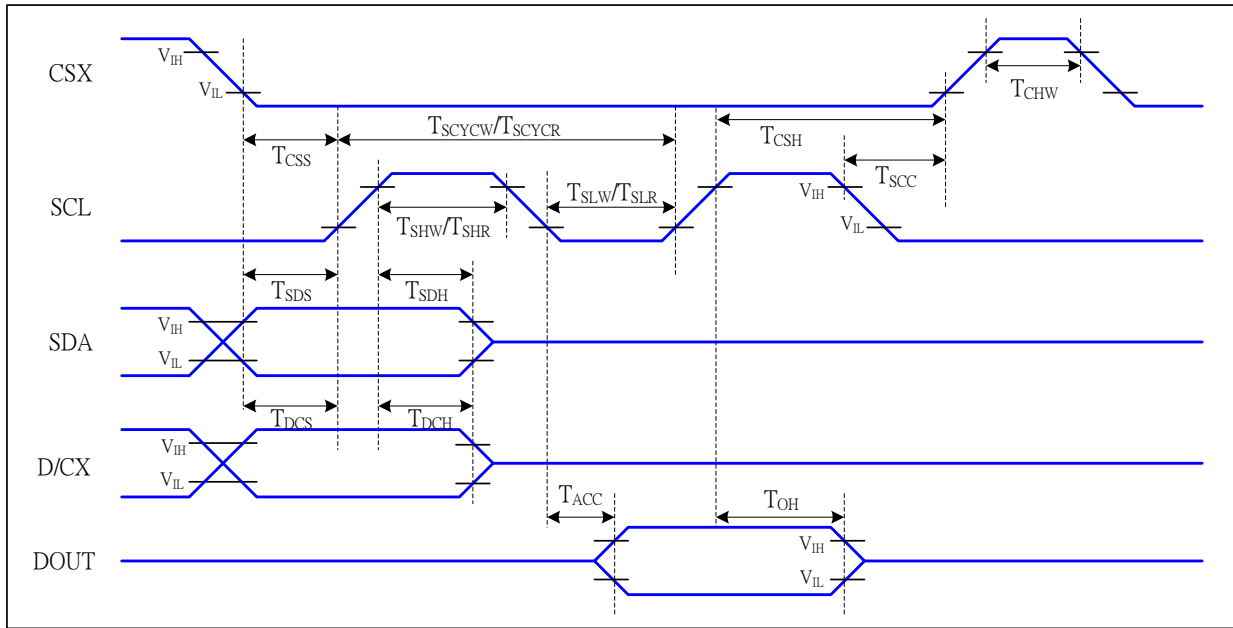 CSX
VIH
VIL
TCHW
TSCYCW/TSCYCR
TCSH
TCSS
TSCC
SCL
TSLW/TSLR
VIH
VIL
TSHW/TSHR
TSDS
TSDH
SDA
VIH
VIL
TDCS
TDCH
D/CX
VIH
VIL
TACC
TOH
DOUT
VIH
VIL